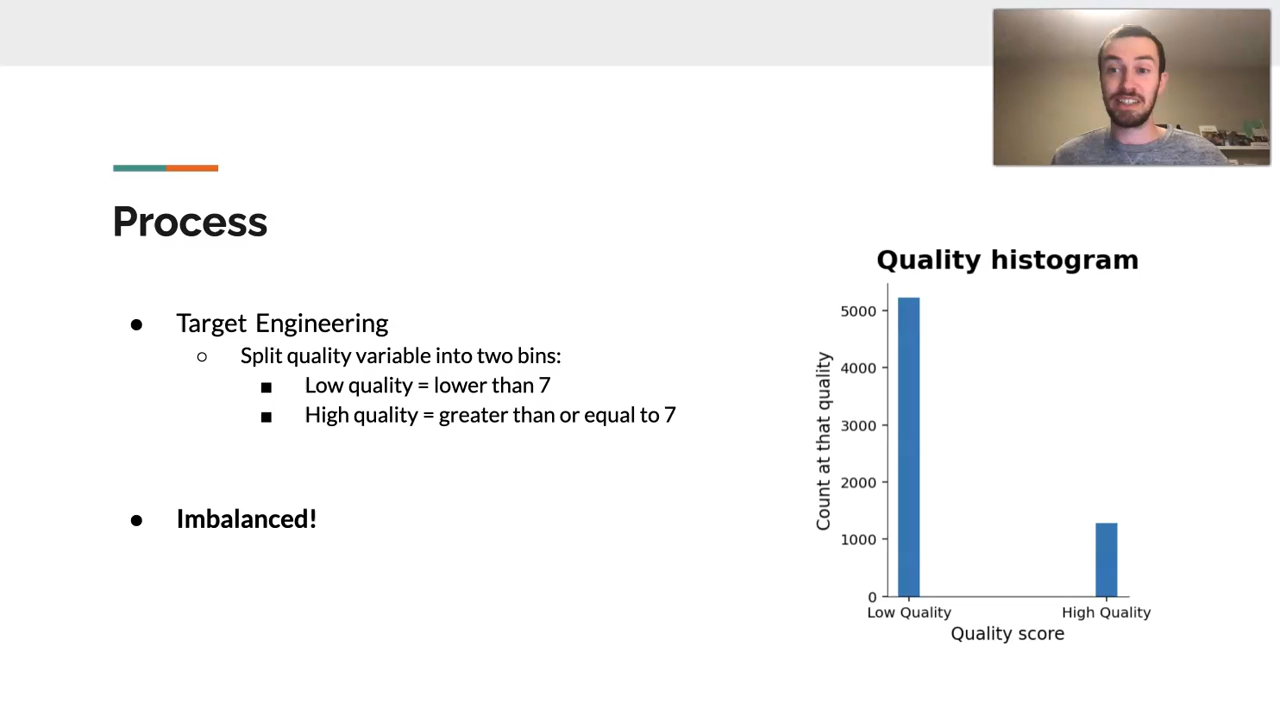 Process
● Target Engineering
○ Split quality variable into two bins:
■ Low quality = lower than 7
■ High quality = greater than or equal to 7
● Imbalanced!
Quality histogram
Count at that quality
5000
4000
3000
2000
1000
0
Low Quality High Quality
Quality score